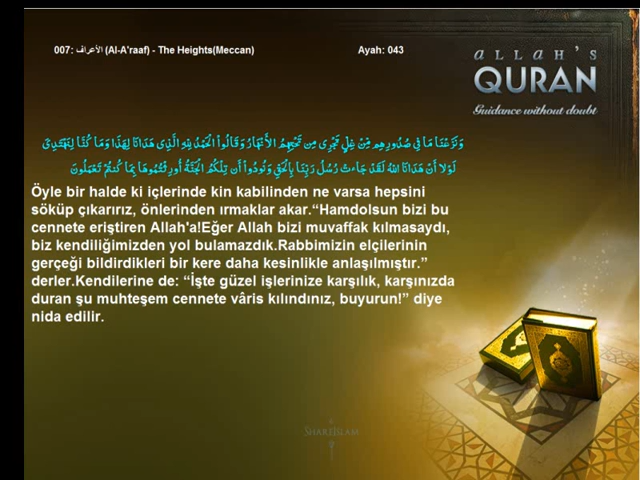 007: الأعراف (Al-A'raaf) - The Heights(Meccan) Ayah: 043
ALLAH'S
QURAN
Guidance without doubt
وَنَزَعْنَا مَا فِي صُدُورِهِم مِّنْ غِلٍّ تَجْرِي مِن تَحْتِهِمُ الأَنْهَارُ وَقَالُواْ الْحَمْدُ لِلّهِ الَّذِي هَدَانَا لِهَذَا وَمَا كُنَّا لِنَهْتَدِيَ
لَوْلا أَنْ هَدَانَا اللّهُ لَقَدْ جَاءتْ رُسُلُ رَبِّنَا بِالْحَقِّ وَنُودُواْ أَن تِلْكُمُ الْجَنَّةُ أُورِثْتُمُوهَا بِمَا كُنتُمْ تَعْمَلُونَ
Öyle bir halde ki içlerinde kin kabilinden ne varsa hepsini
söküp çıkarırız, önlerinden ırmaklar akar.“Hamdolsun bizi bu
cennete eriştiren Allah'a!Eğer Allah bizi muvaffak kılmasaydı,
biz kendiliğimizden yol bulamazdık.Rabbimizin elçilerinin
gerçeği bildirdikleri bir kere daha kesinlikle anlaşılmıştır.”
derler.Kendilerine de: “İşte güzel işlerinize karşılık, karşınızda
duran şu muhteşem cennete vâris kılındınız, buyurun!” diye
nida edilir.
SHAREISLAM